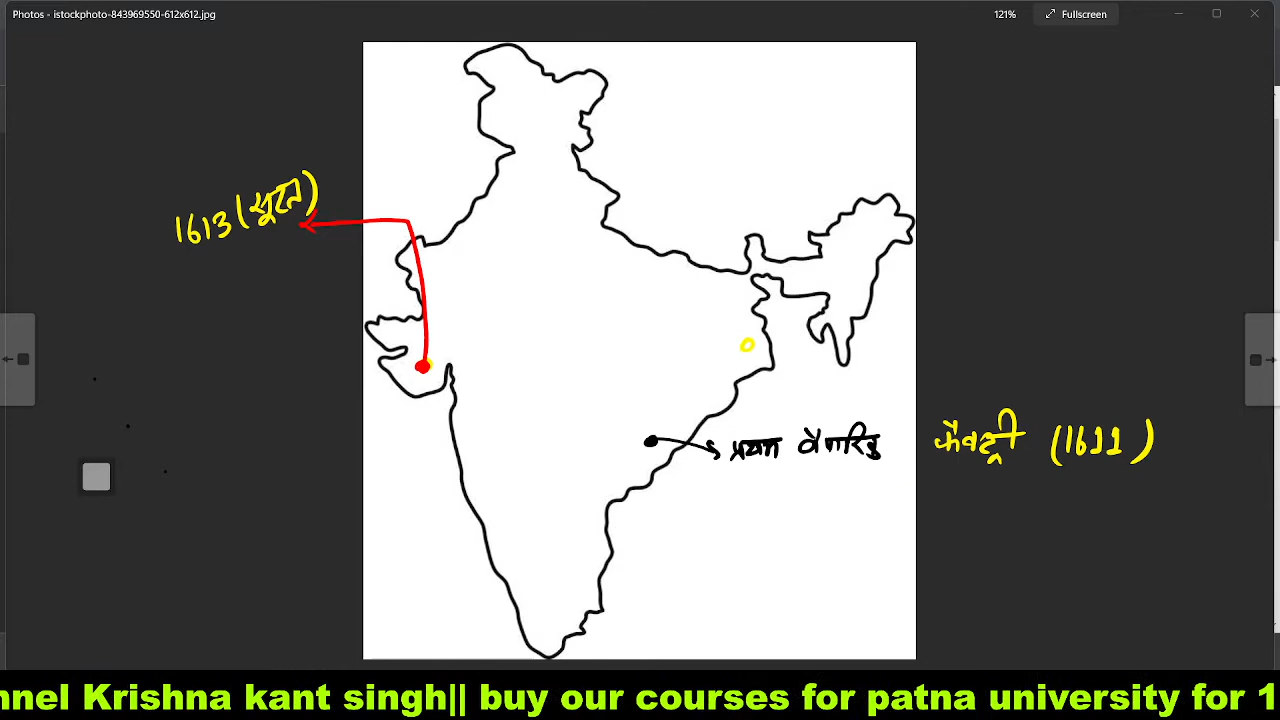 Photos - istockphoto-843969550-612x612.jpg
121%
Fullscreen
1613 (सूरत)
प्रथम फैक्ट्री (1611)
nnel Krishna kant singh|| buy our courses for patna university for 1